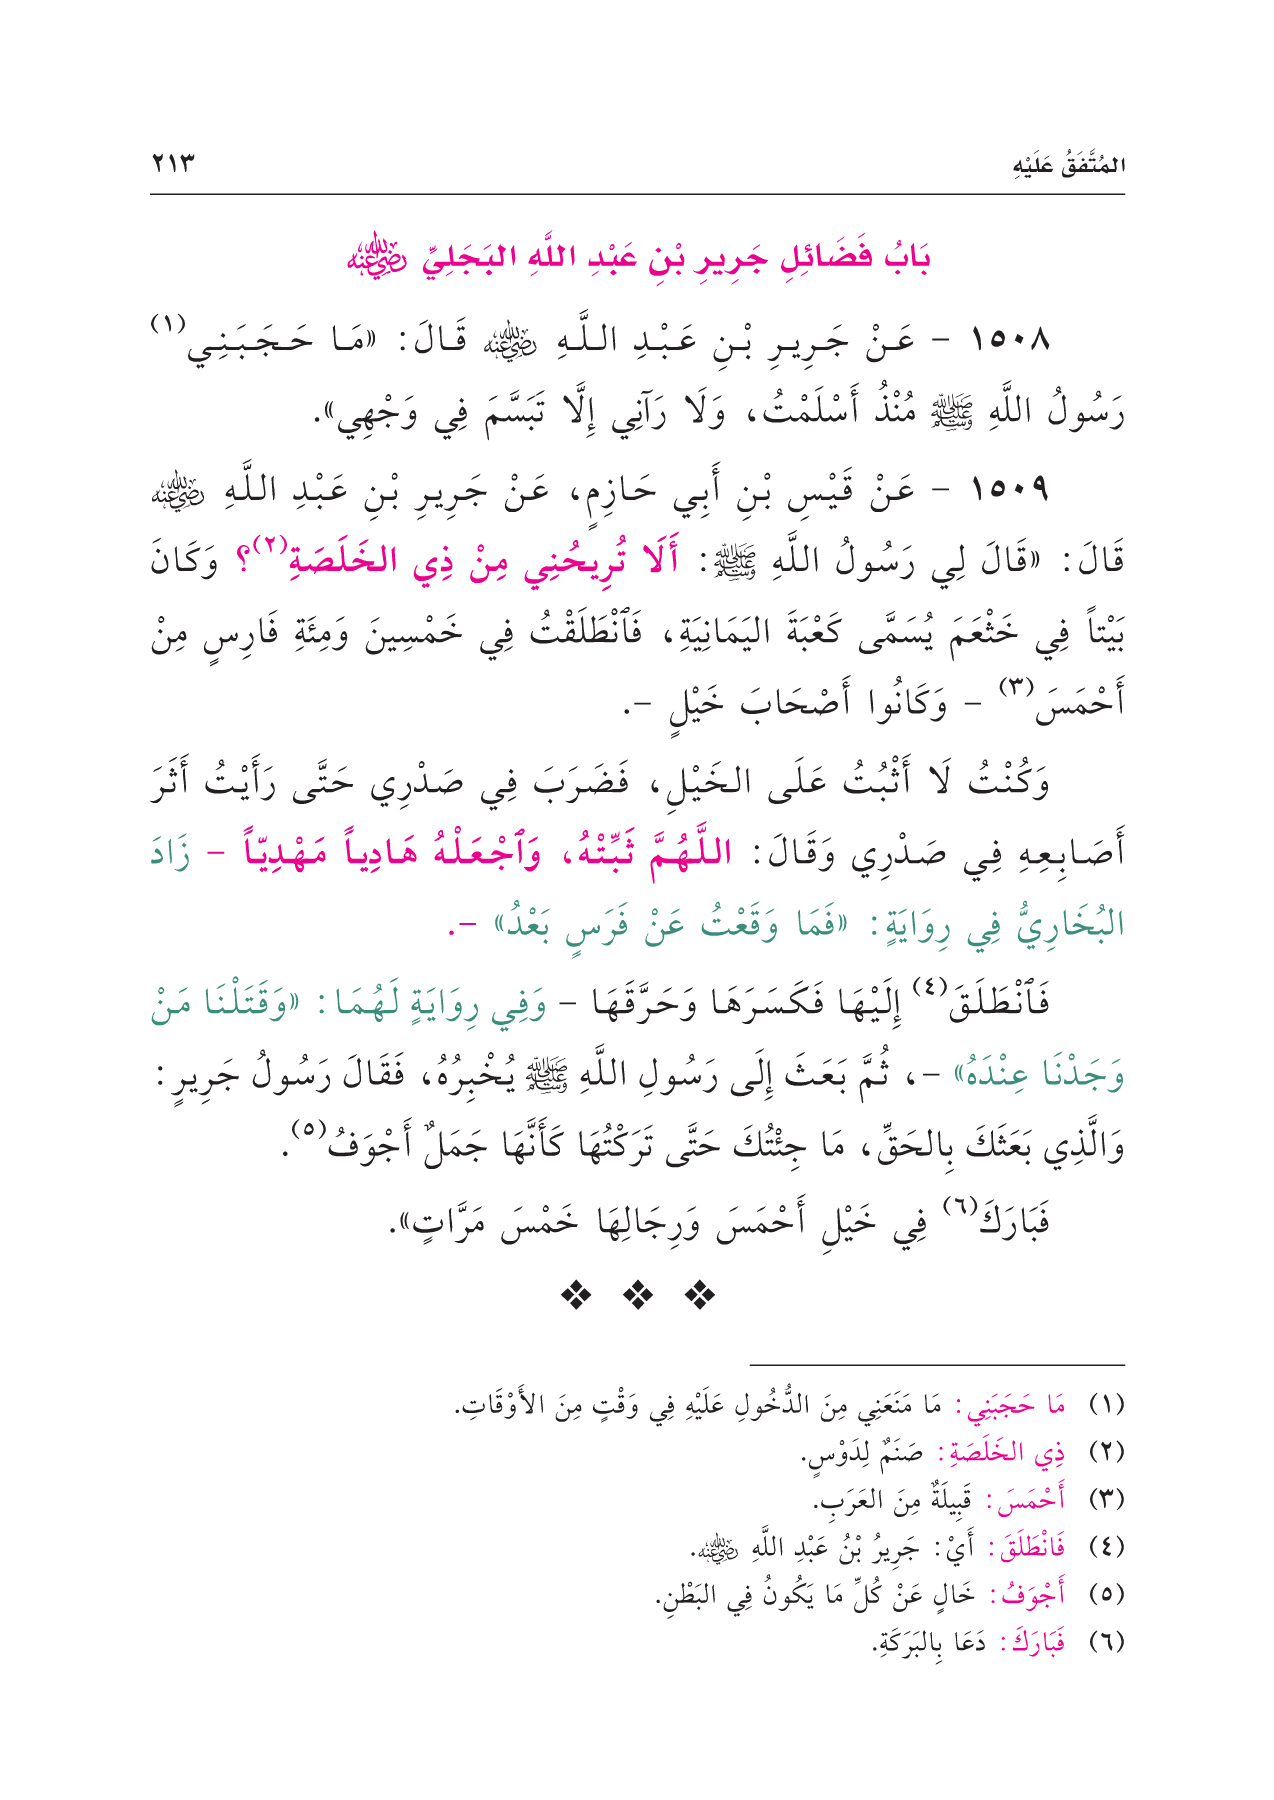 المُتَّفَقُ عَلَيْهِ ٢١٣
بَابُ فَضَائِلِ جَرِيرِ بْنِ عَبْدِ اللَّهِ البَجَلِيِّ رضي الله عنه
١٥٠٨ - عَنْ جَرِيرِ بْنِ عَبْدِ اللَّهِ رضي الله عنه قَالَ: «مَا حَجَبَنِي(١)
رَسُولُ اللَّهِ ﷺ مُنْذُ أَسْلَمْتُ، وَلَا رَآنِي إِلَّا تَبَسَّمَ فِي وَجْهِي».
١٥٠٩ - عَنْ قَيْسِ بْنِ أَبِي حَازِمٍ، عَنْ جَرِيرِ بْنِ عَبْدِ اللَّهِ رضي الله عنه
قَالَ: «قَالَ لِي رَسُولُ اللَّهِ ﷺ: أَلَا تُرِيحُنِي مِنْ ذِي الخَلَصَةِ(٢)؟ وَكَانَ
بَيْتاً فِي خَثْعَمَ يُسَمَّى كَعْبَةَ اليَمَانِيَةِ، فَٱنْطَلَقْتُ فِي خَمْسِينَ وَمِئَةِ فَارِسٍ مِنْ
أَحْمَسَ(٣) - وَكَانُوا أَصْحَابَ خَيْلٍ -.
وَكُنْتُ لَا أَثْبُتُ عَلَى الخَيْلِ، فَضَرَبَ فِي صَدْرِي حَتَّى رَأَيْتُ أَثَرَ
أَصَابِعِهِ فِي صَدْرِي وَقَالَ: اللَّهُمَّ ثَبِّتْهُ، وَٱجْعَلْهُ هَادِياً مَهْدِيّاً - زَادَ
البُخَارِيُّ فِي رِوَايَةٍ: «فَمَا وَقَعْتُ عَنْ فَرَسٍ بَعْدُ» -.
فَٱنْطَلَقَ(٤) إِلَيْهَا فَكَسَرَهَا وَحَرَّقَهَا - وَفِي رِوَايَةٍ لَهُمَا: «وَقَتَلْنَا مَنْ
وَجَدْنَا عِنْدَهُ» -، ثُمَّ بَعَثَ إِلَى رَسُولِ اللَّهِ ﷺ يُخْبِرُهُ، فَقَالَ رَسُولُ جَرِيرٍ:
وَالَّذِي بَعَثَكَ بِالحَقِّ، مَا جِئْتُكَ حَتَّى تَرَكْتُهَا كَأَنَّهَا جَمَلٌ أَجْوَفُ(٥).
فَبَارَكَ(٦) فِي خَيْلِ أَحْمَسَ وَرِجَالِهَا خَمْسَ مَرَّاتٍ».
(١) مَا حَجَبَنِي: مَا مَنَعَنِي مِنَ الدُّخُولِ عَلَيْهِ فِي وَقْتٍ مِنَ الأَوْقَاتِ.
(٢) ذِي الخَلَصَةِ: صَنَمٌ لِدَوْسٍ.
(٣) أَحْمَسَ: قَبِيلَةٌ مِنَ العَرَبِ.
(٤) فَانْطَلَقَ: أَيْ: جَرِيرُ بْنُ عَبْدِ اللَّهِ رضي الله عنه.
(٥) أَجْوَفُ: خَالٍ عَنْ كُلِّ مَا يَكُونُ فِي البَطْنِ.
(٦) فَبَارَكَ: دَعَا بِالبَرَكَةِ.